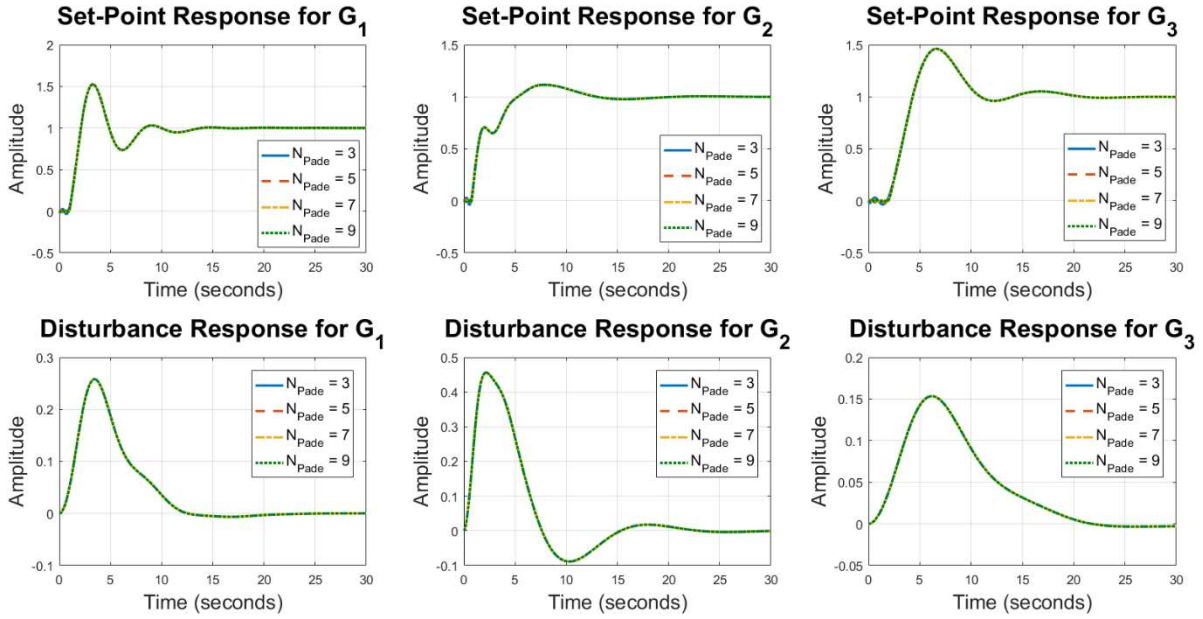 Set-Point Response for G1
2
1.5
1
0.5
0
-0.5
Amplitude
NPade = 3
NPade = 5
NPade = 7
NPade = 9
0 5 10 15 20 25 30
Time (seconds)
Set-Point Response for G2
1.5
1
0.5
0
-0.5
Amplitude
NPade = 3
NPade = 5
NPade = 7
NPade = 9
0 5 10 15 20 25 30
Time (seconds)
Set-Point Response for G3
1.5
1
0.5
0
-0.5
Amplitude
NPade = 3
NPade = 5
NPade = 7
NPade = 9
0 5 10 15 20 25 30
Time (seconds)
Disturbance Response for G1
0.3
0.2
0.1
0
-0.1
Amplitude
NPade = 3
NPade = 5
NPade = 7
NPade = 9
0 5 10 15 20 25 30
Time (seconds)
Disturbance Response for G2
0.5
0.4
0.3
0.2
0.1
0
-0.1
Amplitude
NPade = 3
NPade = 5
NPade = 7
NPade = 9
0 5 10 15 20 25 30
Time (seconds)
Disturbance Response for G3
0.2
0.15
0.1
0.05
0
-0.05
Amplitude
NPade = 3
NPade = 5
NPade = 7
NPade = 9
0 5 10 15 20 25 30
Time (seconds)